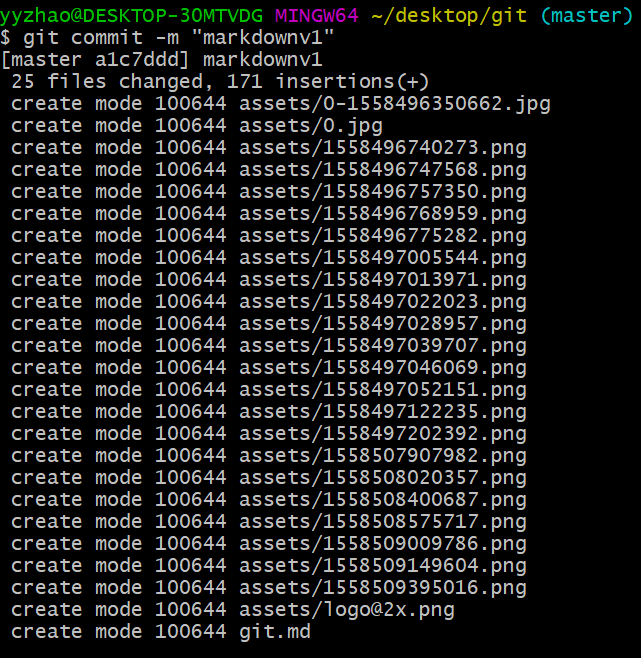 yyzhao@DESKTOP-3OMTVDG MINGW64 ~/desktop/git (master)
$ git commit -m "markdownv1"
[master a1c7ddd] markdownv1
 25 files changed, 171 insertions(+)
 create mode 100644 assets/0-1558496350662.jpg
 create mode 100644 assets/0.jpg
 create mode 100644 assets/1558496740273.png
 create mode 100644 assets/1558496747568.png
 create mode 100644 assets/1558496757350.png
 create mode 100644 assets/1558496768959.png
 create mode 100644 assets/1558496775282.png
 create mode 100644 assets/1558497005544.png
 create mode 100644 assets/1558497013971.png
 create mode 100644 assets/1558497022023.png
 create mode 100644 assets/1558497028957.png
 create mode 100644 assets/1558497039707.png
 create mode 100644 assets/1558497046069.png
 create mode 100644 assets/1558497052151.png
 create mode 100644 assets/1558497122235.png
 create mode 100644 assets/1558497202392.png
 create mode 100644 assets/1558507907982.png
 create mode 100644 assets/1558508020357.png
 create mode 100644 assets/1558508400687.png
 create mode 100644 assets/1558508575717.png
 create mode 100644 assets/1558509009786.png
 create mode 100644 assets/1558509149604.png
 create mode 100644 assets/1558509395016.png
 create mode 100644 assets/logo@2x.png
 create mode 100644 git.md